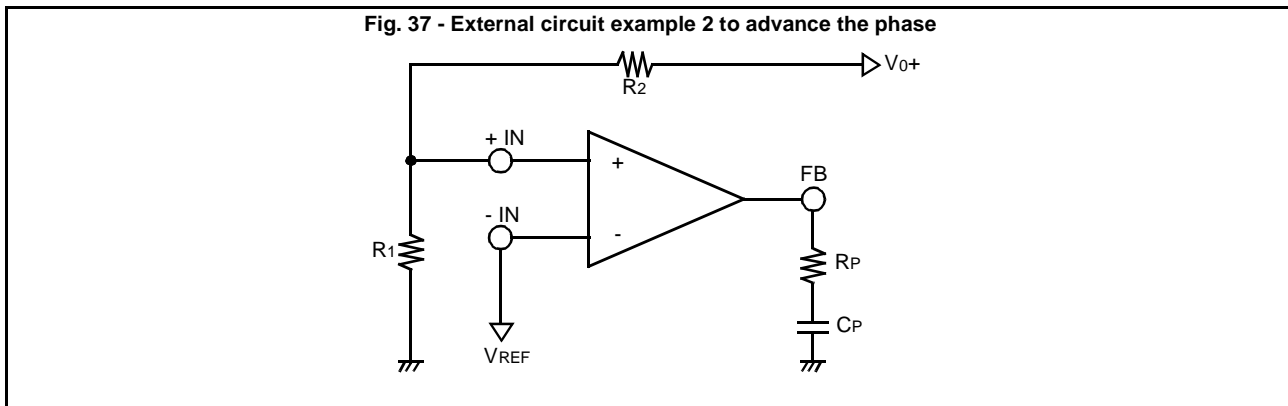 Fig. 37 - External circuit example 2 to advance the phase
V0+
R2
+ IN
+
FB
- IN
-
R1
RP
CP
VREF